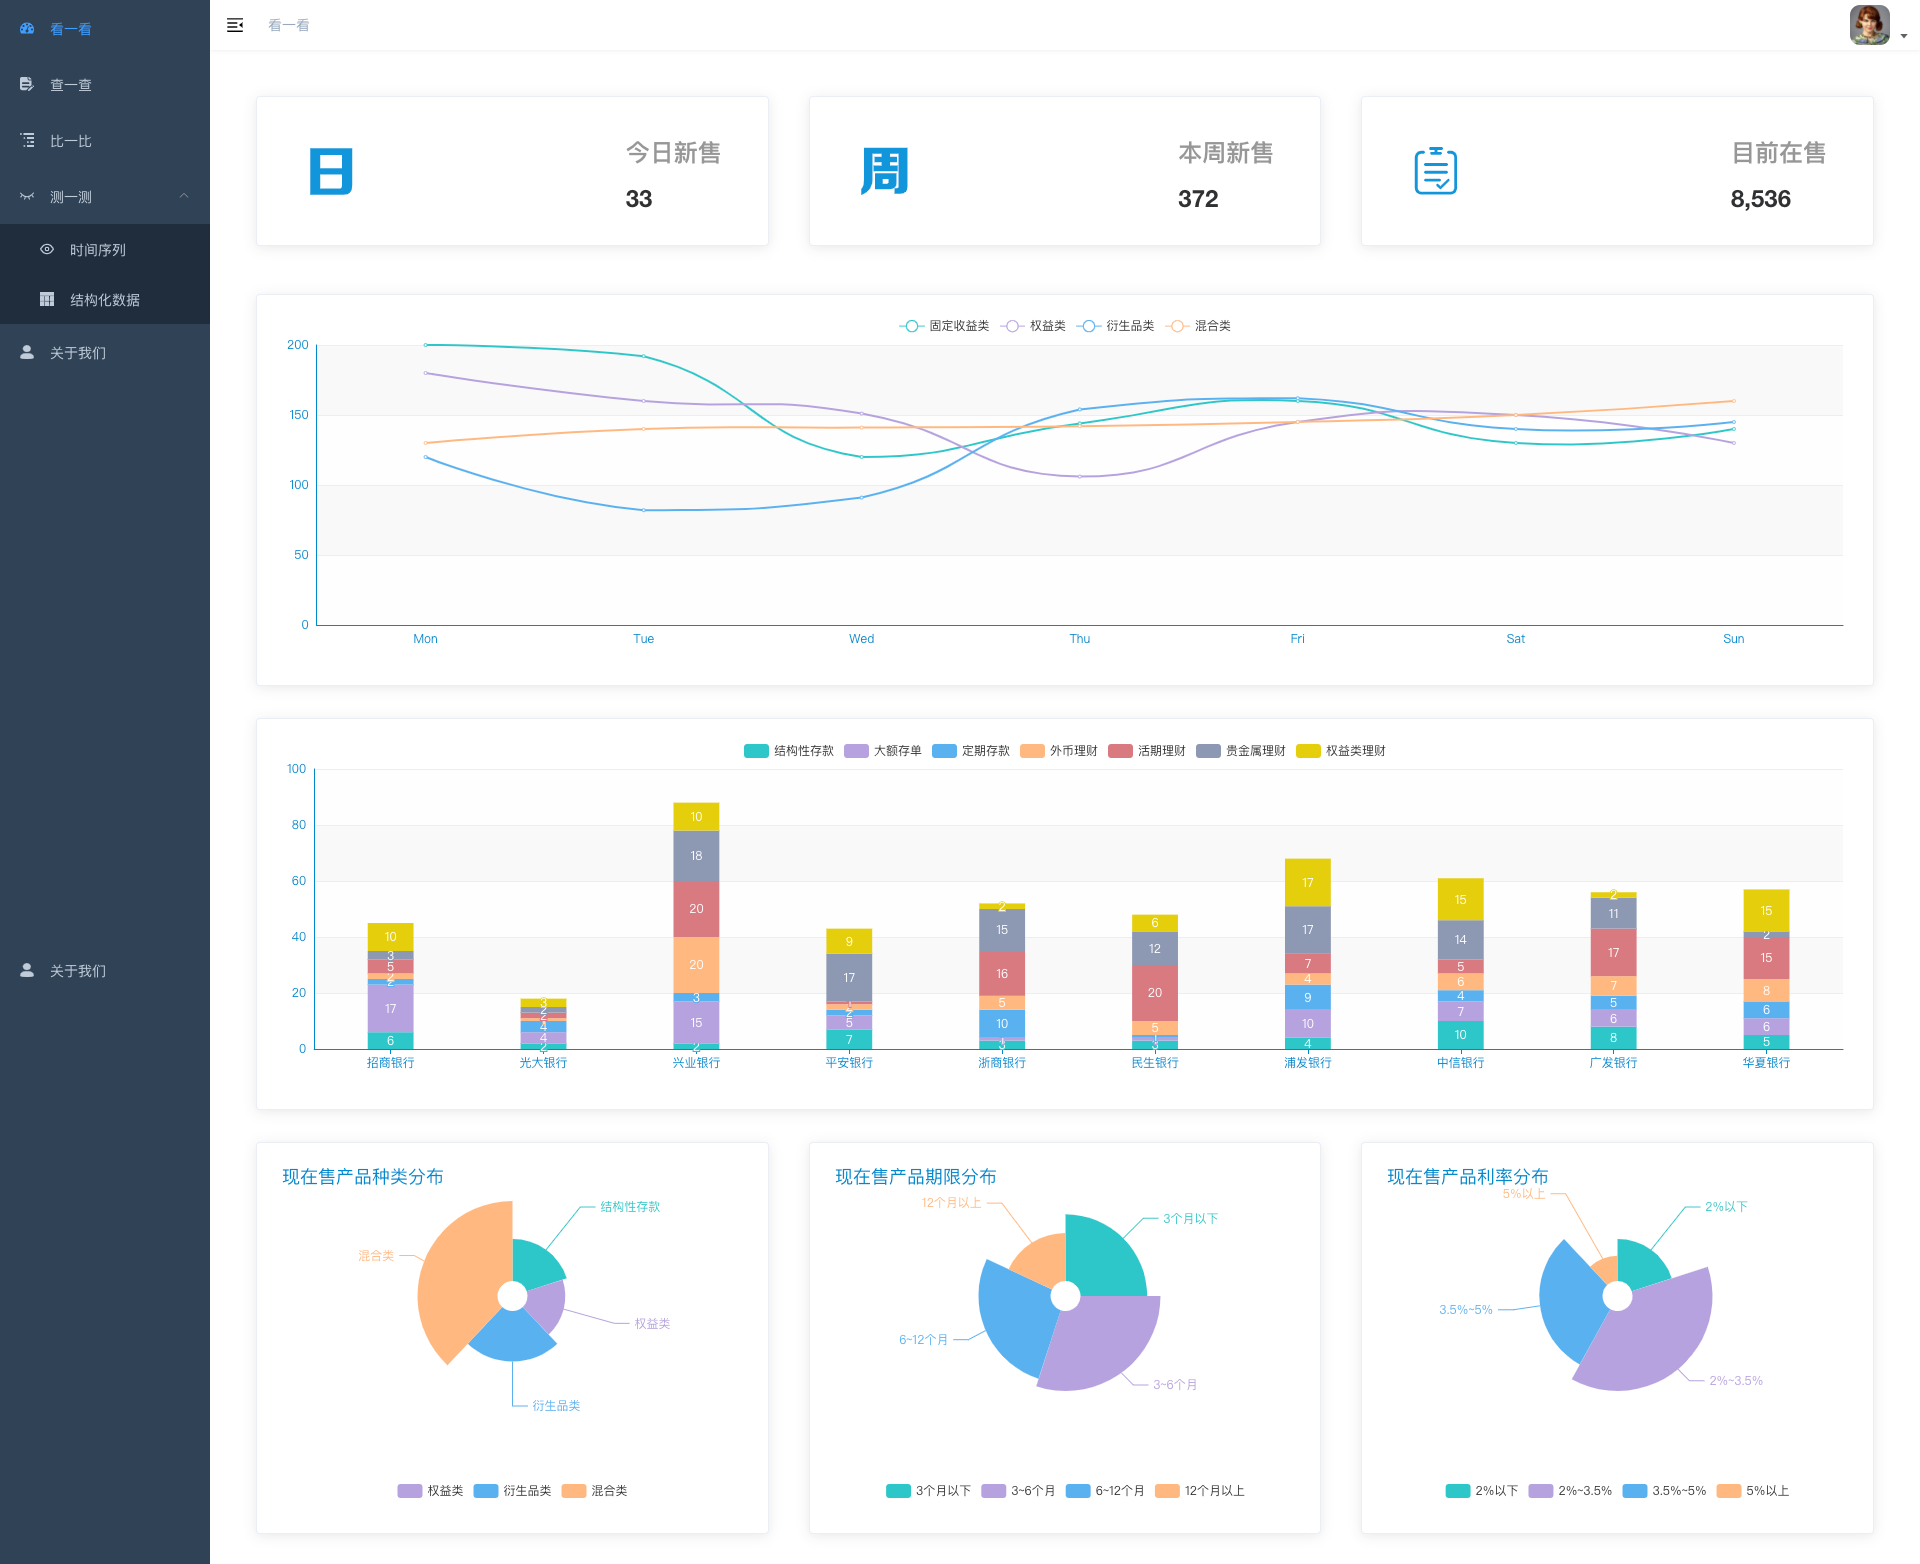 看一看
查一查
比一比
测一测
时间序列
结构化数据
关于我们
关于我们
看一看
日
今日新售
33
周
本周新售
372
目前在售
8,536
固定收益类 权益类 衍生品类 混合类
200
150
100
50
0
Mon Tue Wed Thu Fri Sat Sun
结构性存款 大额存单 定期存款 外币理财 活期理财 贵金属理财 权益类理财
100
80
60
40
20
0
10 3 5 2 2 17 6
3 2 2 4 4 2
10 18 20 20 3 15 2
9 17 2 5 7
2 15 16 5 10 3
6 12 20 5 3
17 17 7 4 9 10 4
15 14 5 6 4 7 10
2 11 17 7 5 6 8
15 2 15 8 6 6 5
招商银行 光大银行 兴业银行 平安银行 浙商银行 民生银行 浦发银行 中信银行 广发银行 华夏银行
现在售产品种类分布
结构性存款
混合类
权益类
衍生品类
权益类 衍生品类 混合类
现在售产品期限分布
12个月以上
3个月以下
6~12个月
3~6个月
3个月以下 3~6个月 6~12个月 12个月以上
现在售产品利率分布
5%以上
2%以下
3.5%~5%
2%~3.5%
2%以下 2%~3.5% 3.5%~5% 5%以上